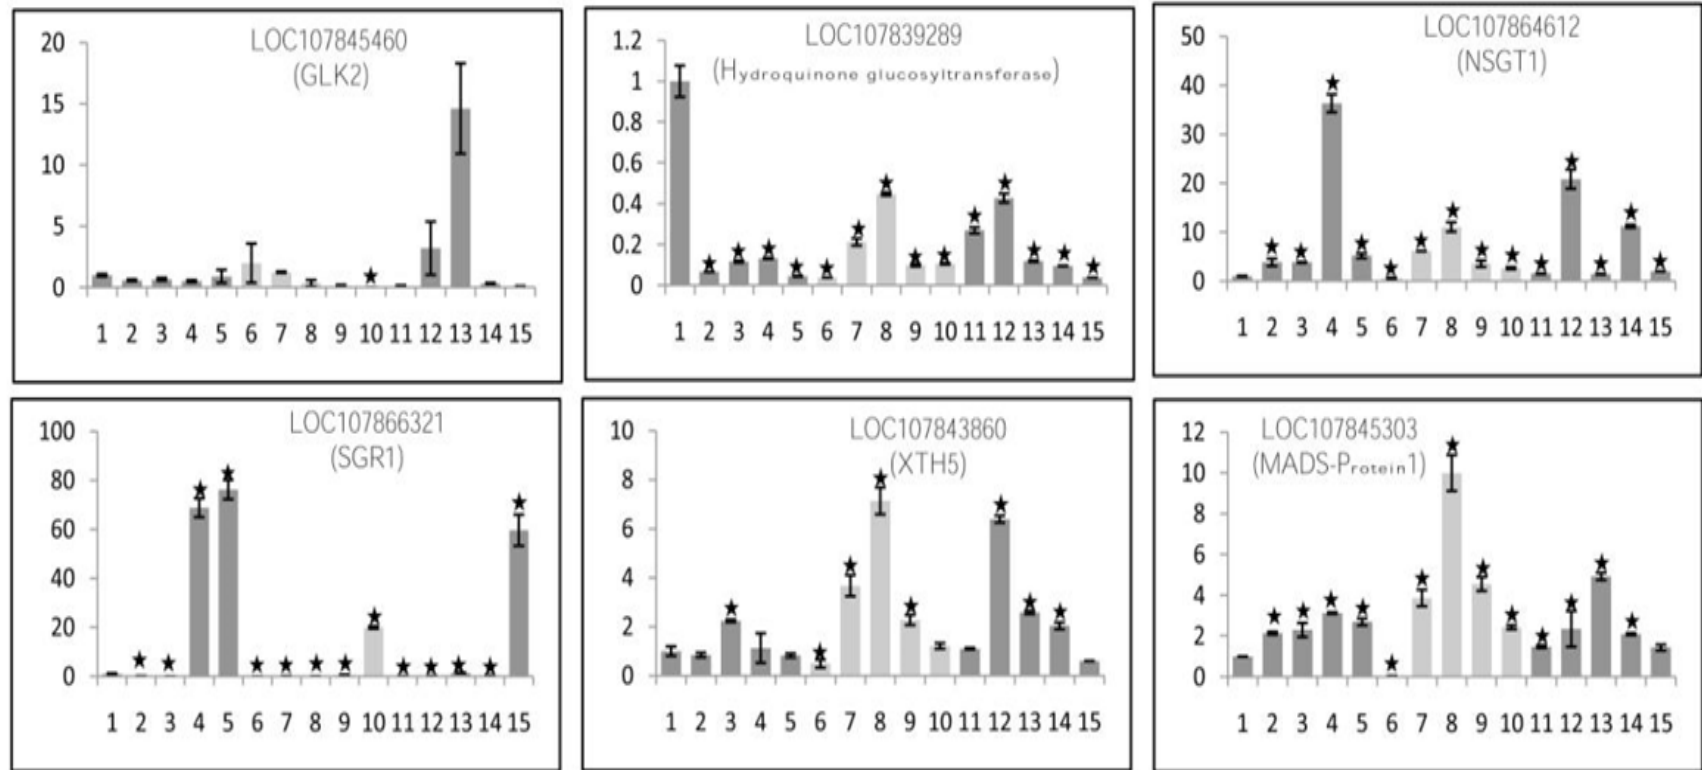 LOC107845460
(GLK2)
20
15
10
5
0
1 2 3 4 5 6 7 8 9 10 11 12 13 14 15
LOC107839289
(Hydroquinone glucosyltransferase)
1.2
1
0.8
0.6
0.4
0.2
0
1 2 3 4 5 6 7 8 9 10 11 12 13 14 15
LOC107864612
(NSGT1)
50
40
30
20
10
0
1 2 3 4 5 6 7 8 9 10 11 12 13 14 15
LOC107866321
(SGR1)
100
80
60
40
20
0
1 2 3 4 5 6 7 8 9 10 11 12 13 14 15
LOC107843860
(XTH5)
10
8
6
4
2
0
1 2 3 4 5 6 7 8 9 10 11 12 13 14 15
LOC107845303
(MADS-Protein1)
12
10
8
6
4
2
0
1 2 3 4 5 6 7 8 9 10 11 12 13 14 15